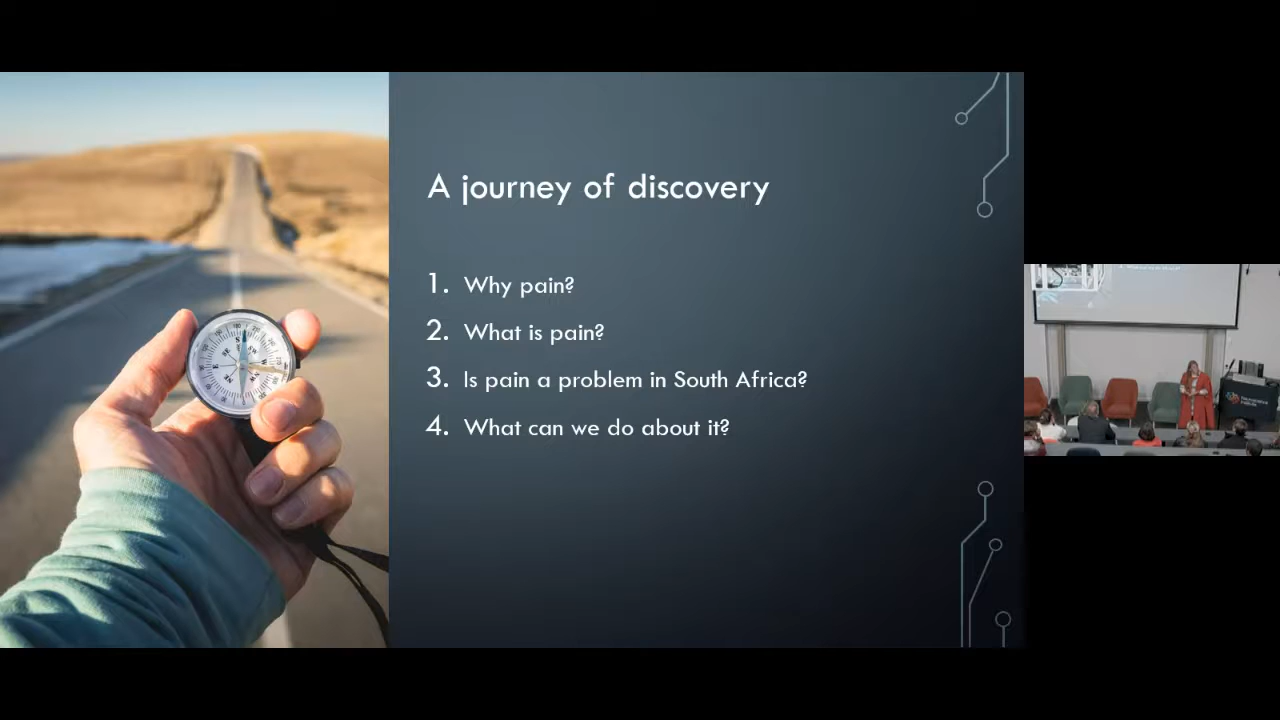 A journey of discovery
1. Why pain?
2. What is pain?
3. Is pain a problem in South Africa?
4. What can we do about it?